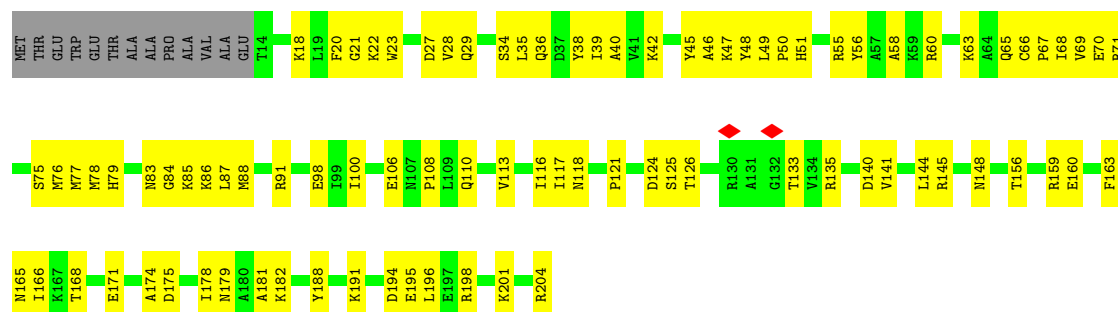 MET THR GLU TRP GLU THR ALA ALA PRO ALA VAL ALA GLU T14 K18 L19 F20 G21 K22 W23 D27 V28 Q29 S34 L35 Q36 D37 Y38 I39 A40 V41 K42 Y45 A46 K47 Y48 L49 P50 H51 R55 Y56 A57 A58 K59 R60 K63 A64 Q65 C66 P67 I68 V69 E70 R71
S75 M76 M77 M78 H79 N83 G84 K85 K86 L87 M88 R91 E98 I99 I100 E106 N107 P108 L109 Q110 V113 I116 I117 N118 P121 D124 S125 T126 R130 A131 G132 T133 V134 R135 D140 V141 L144 R145 N148 T156 R159 E160 F163
N165 I166 K167 T168 E171 A174 D175 I178 N179 A180 A181 K182 Y188 K191 D194 E195 L196 E197 R198 K201 R204